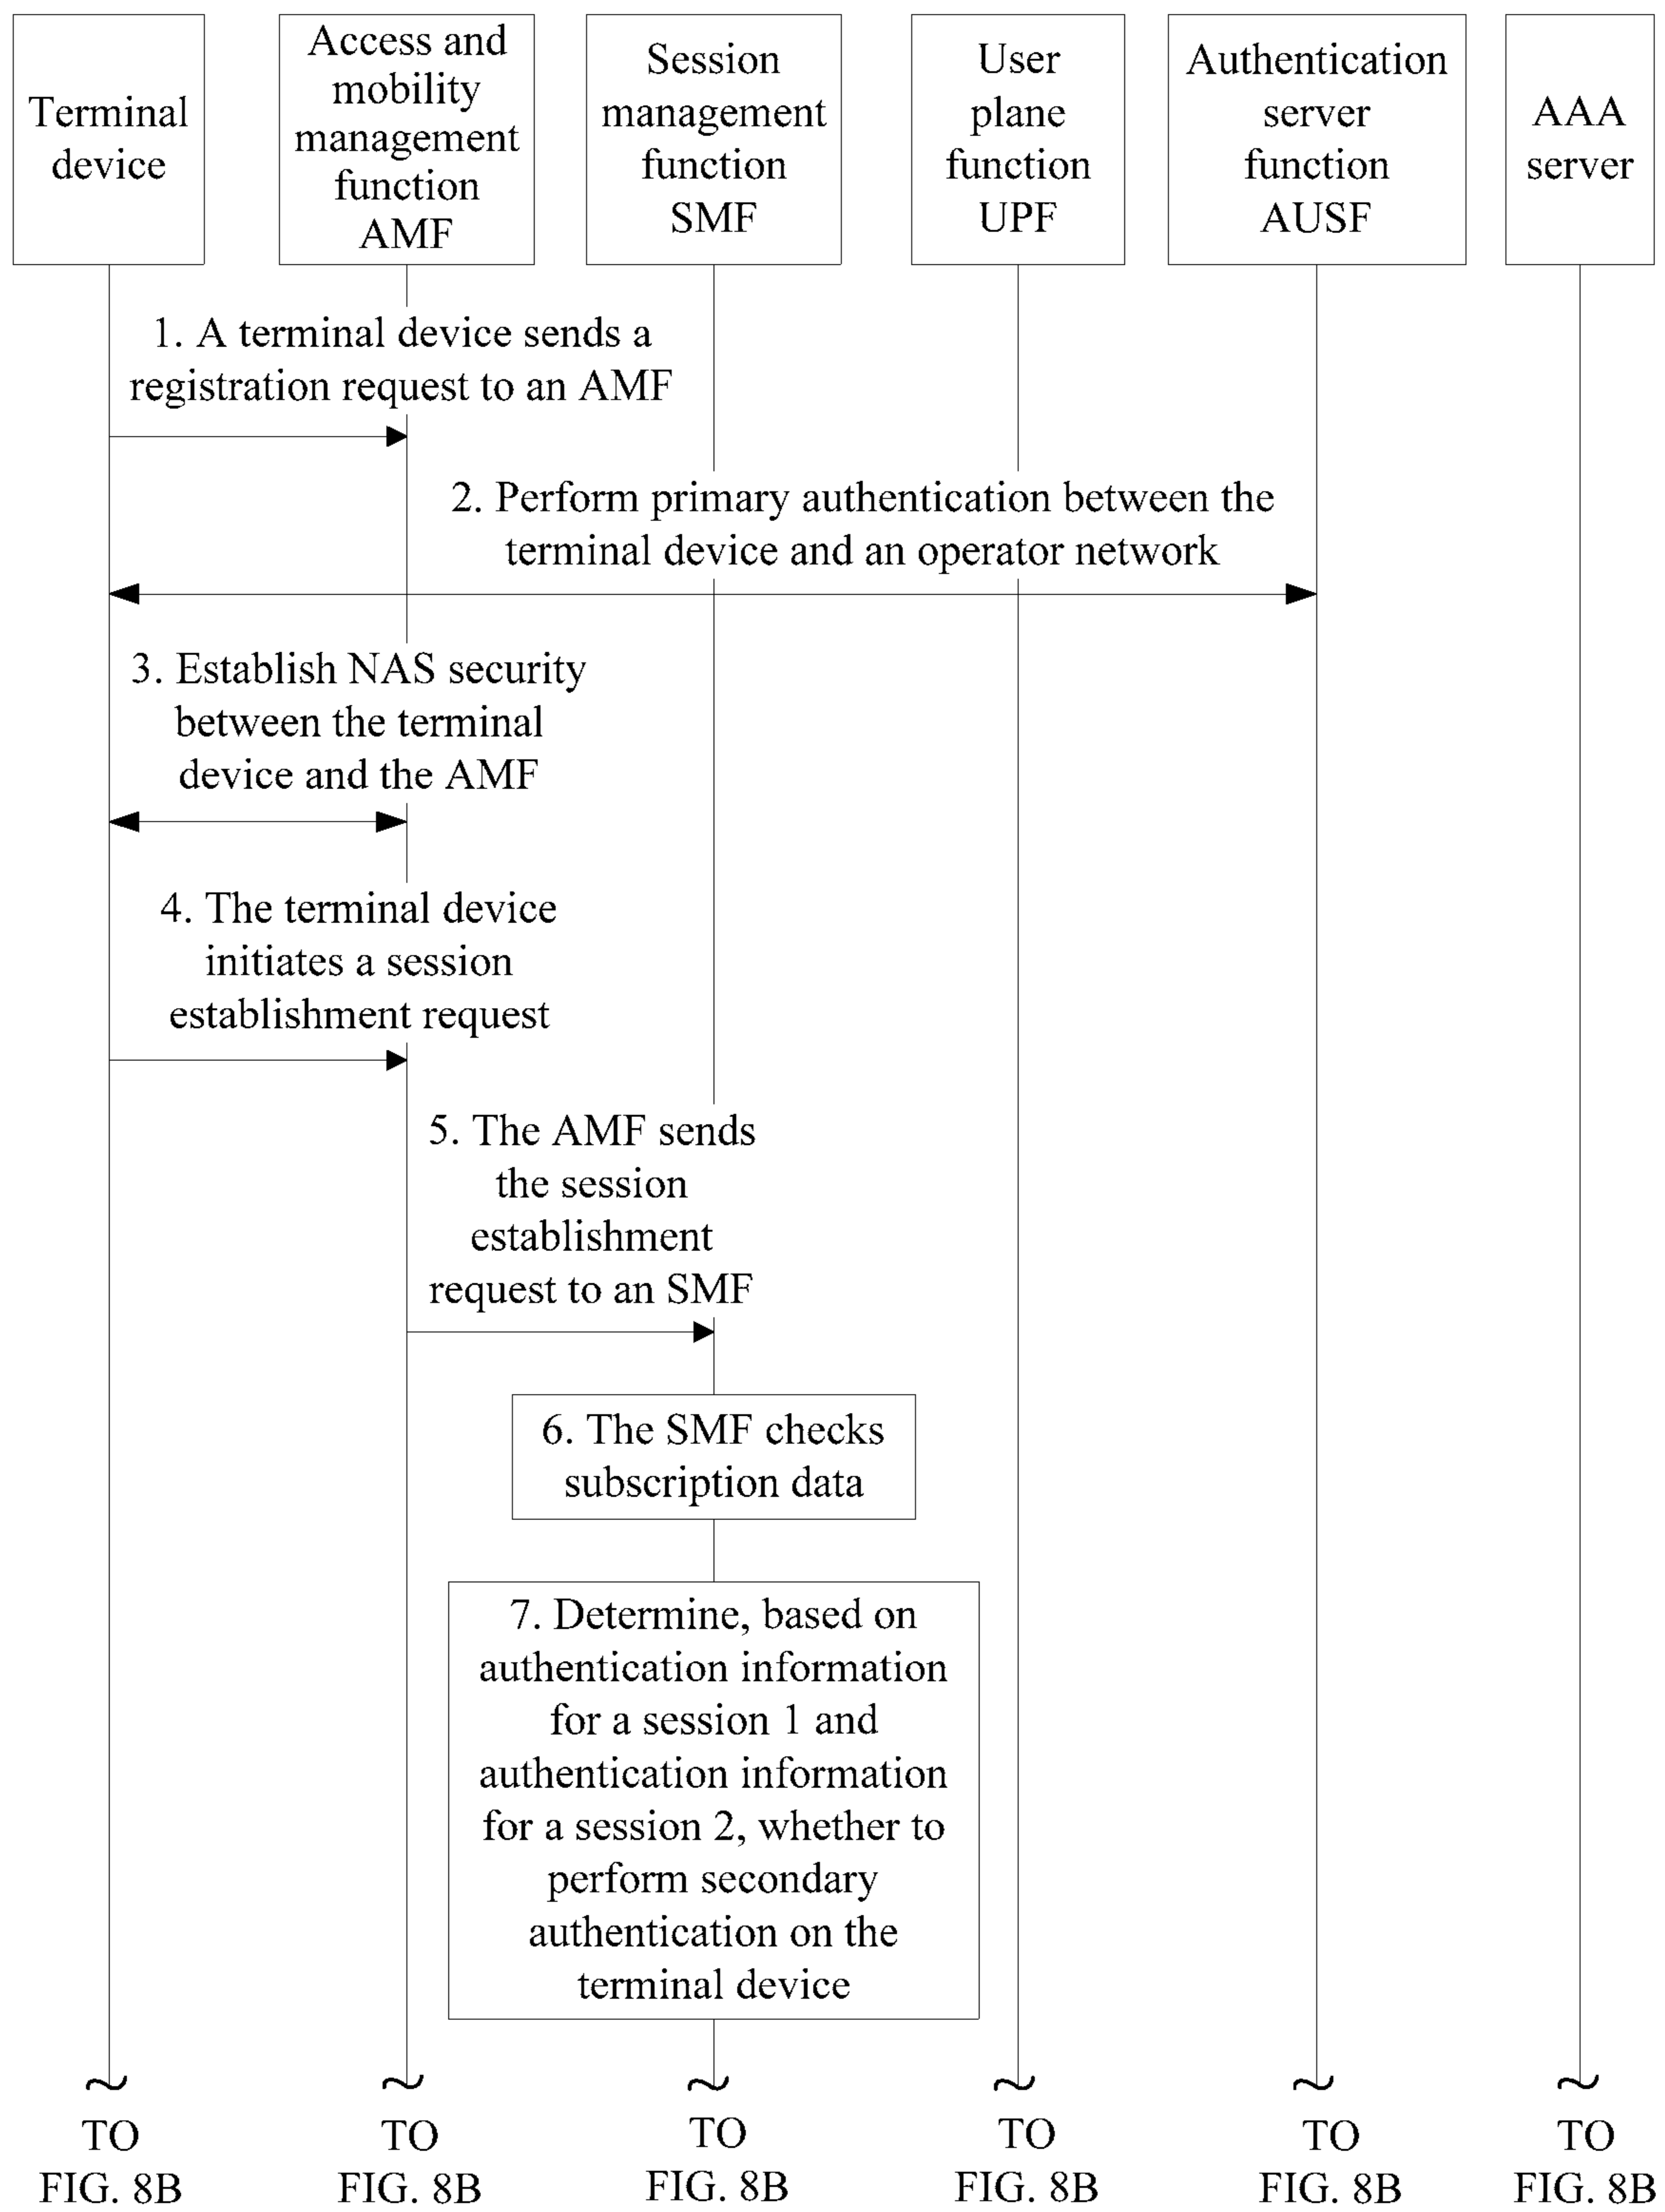 Terminal
device
Access and
mobility
management
function
AMF
Session
management
function
SMF
User
plane
function
UPF
Authentication
server
function
AUSF
AAA
server
1. A terminal device sends a
registration request to an AMF
2. Perform primary authentication between the
terminal device and an operator network
3. Establish NAS security
between the terminal
device and the AMF
4. The terminal device
initiates a session
establishment request
5. The AMF sends
the session
establishment
request to an SMF
6. The SMF checks
subscription data
7. Determine, based on
authentication information
for a session 1 and
authentication information
for a session 2, whether to
perform secondary
authentication on the
terminal device
TO
FIG. 8B
TO
FIG. 8B
TO
FIG. 8B
TO
FIG. 8B
TO
FIG. 8B
TO
FIG. 8B